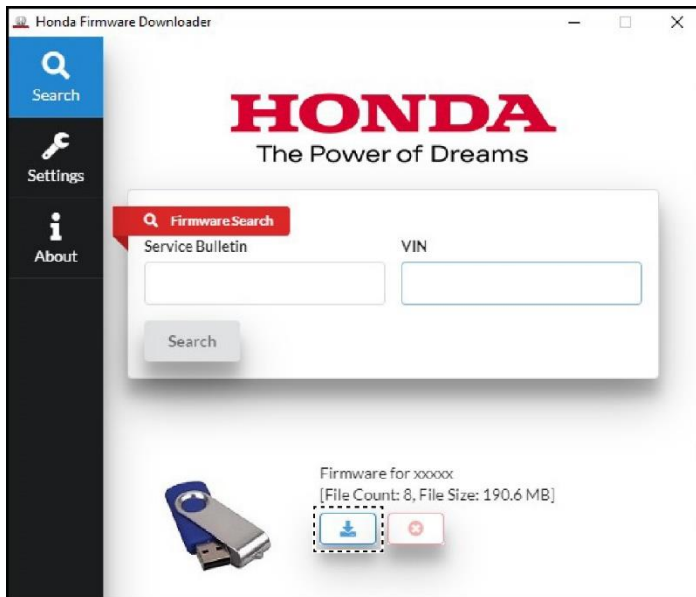 Honda Firmware Downloader
Search
Settings
About
HONDA
The Power of Dreams
Firmware Search
Service Bulletin
VIN
Search
Firmware for xxxxx
[File Count: 8, File Size: 190.6 MB]